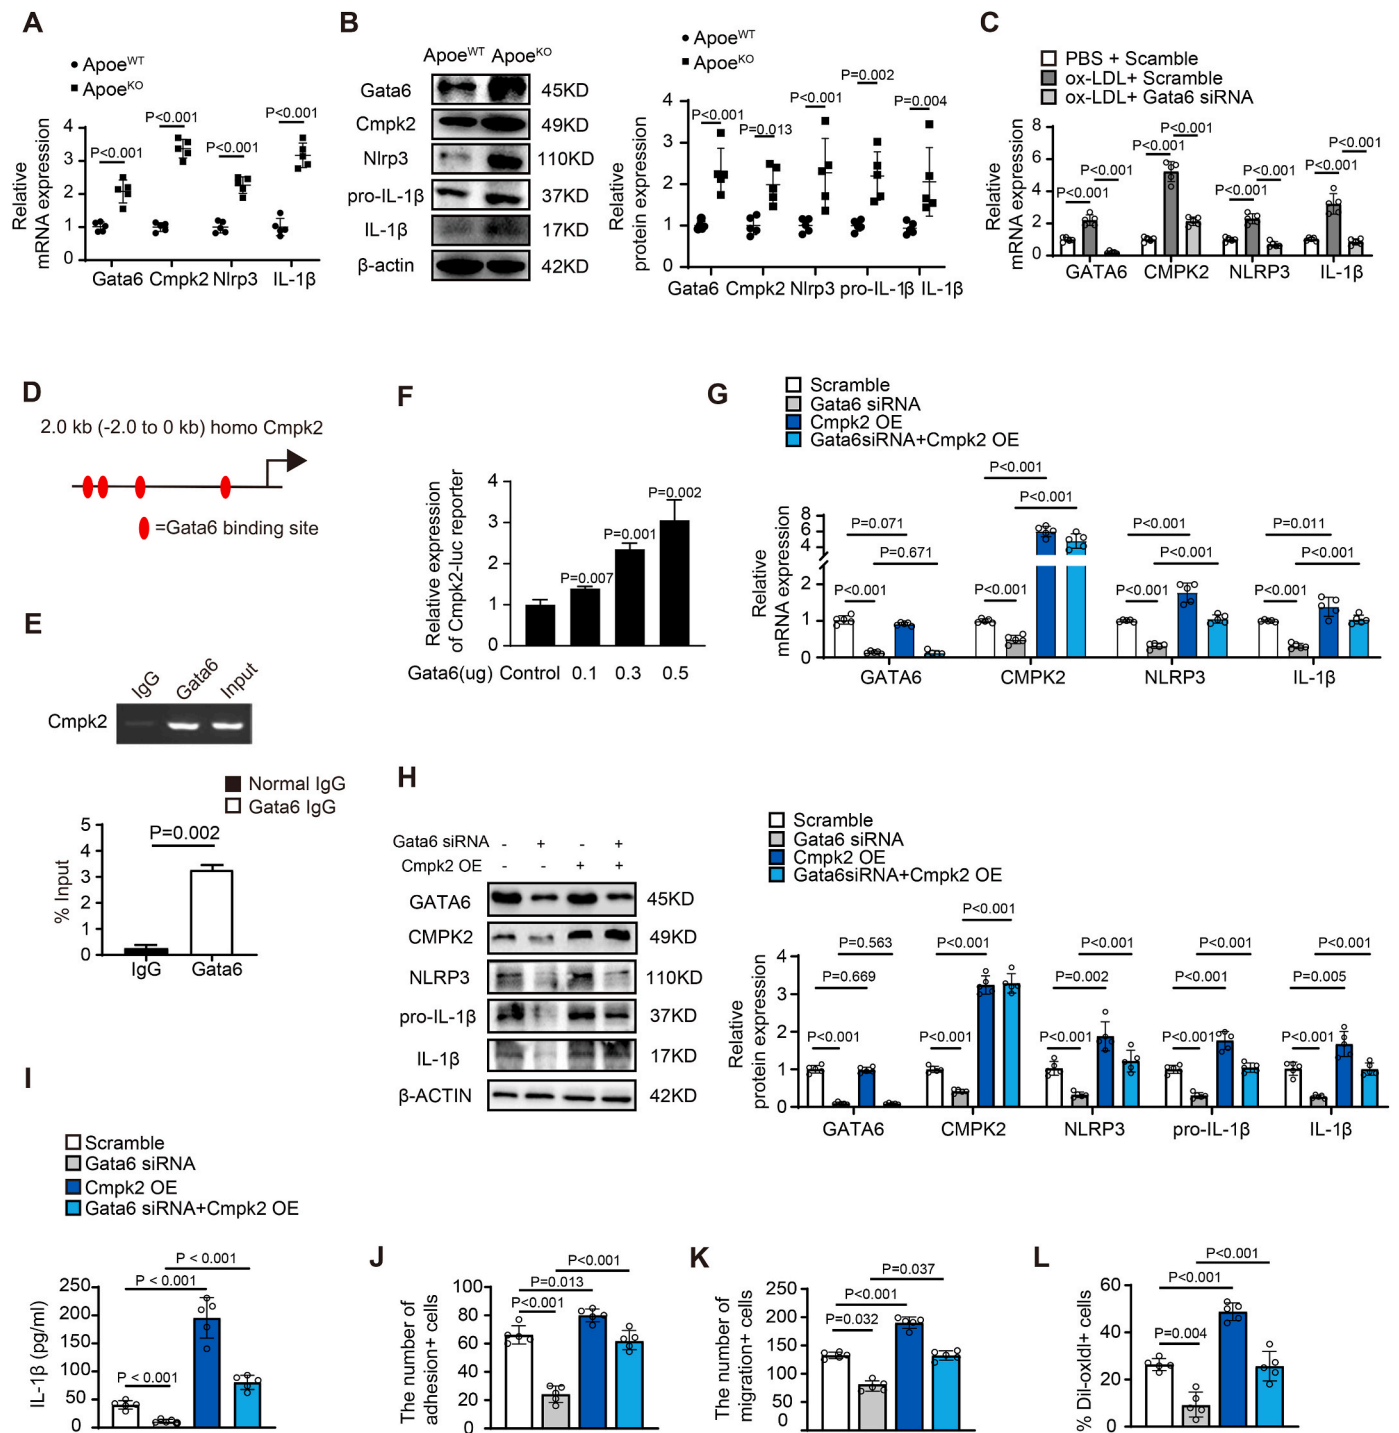 A
ApoeWT
ApoeKO
Relative
mRNA expression
4
3
2
1
0
P<0.001
P<0.001
P<0.001
P<0.001
Gata6 Cmpk2 Nlrp3 IL-1β
B
ApoeWT ApoeKO
Gata6 45KD
Cmpk2 49KD
Nlrp3 110KD
pro-IL-1β 37KD
IL-1β 17KD
β-actin 42KD
ApoeWT
ApoeKO
Relative
protein expression
4
3
2
1
0
P<0.001
P=0.013
P<0.001
P=0.002
P=0.004
Gata6 Cmpk2 Nlrp3 pro-IL-1β IL-1β
C
PBS + Scamble
ox-LDL+ Scramble
ox-LDL+ Gata6 siRNA
Relative
mRNA expression
8
6
4
2
0
P<0.001
P<0.001
P<0.001
P<0.001
P<0.001
P<0.001
P<0.001
P<0.001
GATA6 CMPK2 NLRP3 IL-1β
D
2.0 kb (-2.0 to 0 kb) homo Cmpk2
=Gata6 binding site
E
IgG Gata6 Input
Cmpk2
Normal IgG
Gata6 IgG
% Input
5
4
3
2
1
0
P=0.002
IgG Gata6
F
Relative expression
of Cmpk2-luc reporter
4
3
2
1
0
P=0.007
P=0.001
P=0.002
Gata6(ug) Control 0.1 0.3 0.5
G
Scramble
Gata6 siRNA
Cmpk2 OE
Gata6siRNA+Cmpk2 OE
Relative
mRNA expression
8
6
4
2
1
0
P=0.071
P=0.671
P<0.001
P<0.001
P<0.001
P<0.001
P<0.001
P<0.001
P<0.001
P=0.011
P<0.001
P<0.001
GATA6 CMPK2 NLRP3 IL-1β
H
Gata6 siRNA - + - +
Cmpk2 OE - - + +
GATA6 45KD
CMPK2 49KD
NLRP3 110KD
pro-IL-1β 37KD
IL-1β 17KD
β-ACTIN 42KD
Scramble
Gata6 siRNA
Cmpk2 OE
Gata6siRNA+Cmpk2 OE
Relative
protein expression
4
3
2
1
0
P=0.563
P=0.669
P<0.001
P<0.001
P<0.001
P<0.001
P<0.001
P=0.002
P<0.001
P<0.001
P<0.001
P<0.001
P<0.001
P=0.005
P<0.001
GATA6 CMPK2 NLRP3 pro-IL-1β IL-1β
I
Scramble
Gata6 siRNA
Cmpk2 OE
Gata6 siRNA+Cmpk2 OE
IL-1β (pg/ml)
250
200
150
100
50
0
P < 0.001
P < 0.001
P < 0.001
J
The number of
adhesion+ cells
100
80
60
40
20
0
P<0.001
P=0.013
P<0.001
K
The number of
migration+ cells
250
200
150
100
50
0
P=0.037
P<0.001
P=0.032
L
% Dil-oxldl+ cells
60
40
20
0
P<0.001
P<0.001
P=0.004